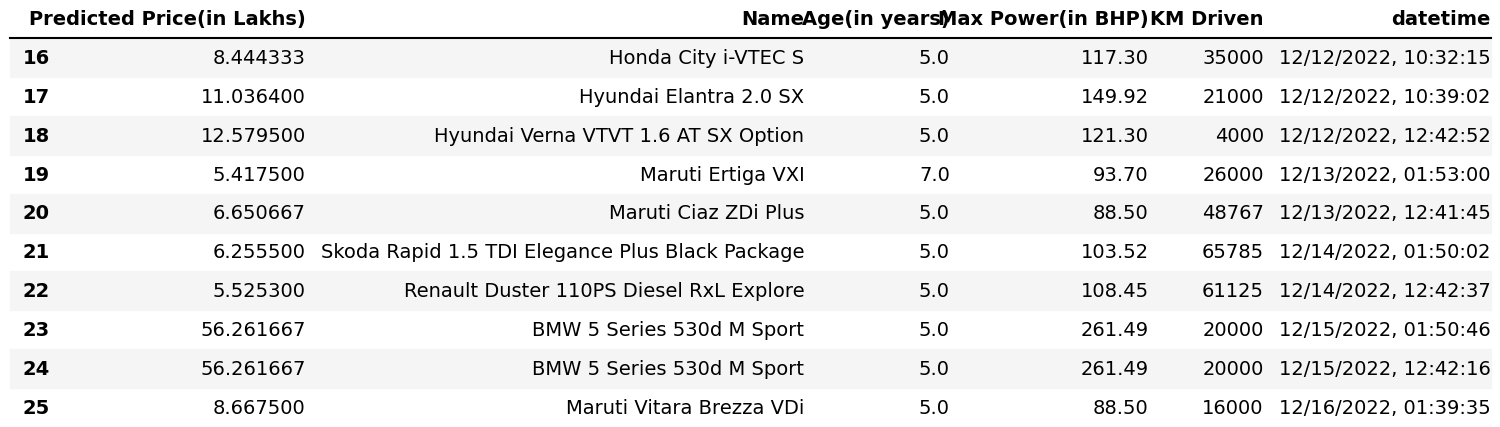 Predicted Price(in Lakhs) Name Age(in years) Max Power(in BHP) KM Driven datetime
16 8.444333 Honda City i-VTEC S 5.0 117.30 35000 12/12/2022, 10:32:15
17 11.036400 Hyundai Elantra 2.0 SX 5.0 149.92 21000 12/12/2022, 10:39:02
18 12.579500 Hyundai Verna VTVT 1.6 AT SX Option 5.0 121.30 4000 12/12/2022, 12:42:52
19 5.417500 Maruti Ertiga VXI 7.0 93.70 26000 12/13/2022, 01:53:00
20 6.650667 Maruti Ciaz ZDi Plus 5.0 88.50 48767 12/13/2022, 12:41:45
21 6.255500 Skoda Rapid 1.5 TDI Elegance Plus Black Package 5.0 103.52 65785 12/14/2022, 01:50:02
22 5.525300 Renault Duster 110PS Diesel RxL Explore 5.0 108.45 61125 12/14/2022, 12:42:37
23 56.261667 BMW 5 Series 530d M Sport 5.0 261.49 20000 12/15/2022, 01:50:46
24 56.261667 BMW 5 Series 530d M Sport 5.0 261.49 20000 12/15/2022, 12:42:16
25 8.667500 Maruti Vitara Brezza VDi 5.0 88.50 16000 12/16/2022, 01:39:35